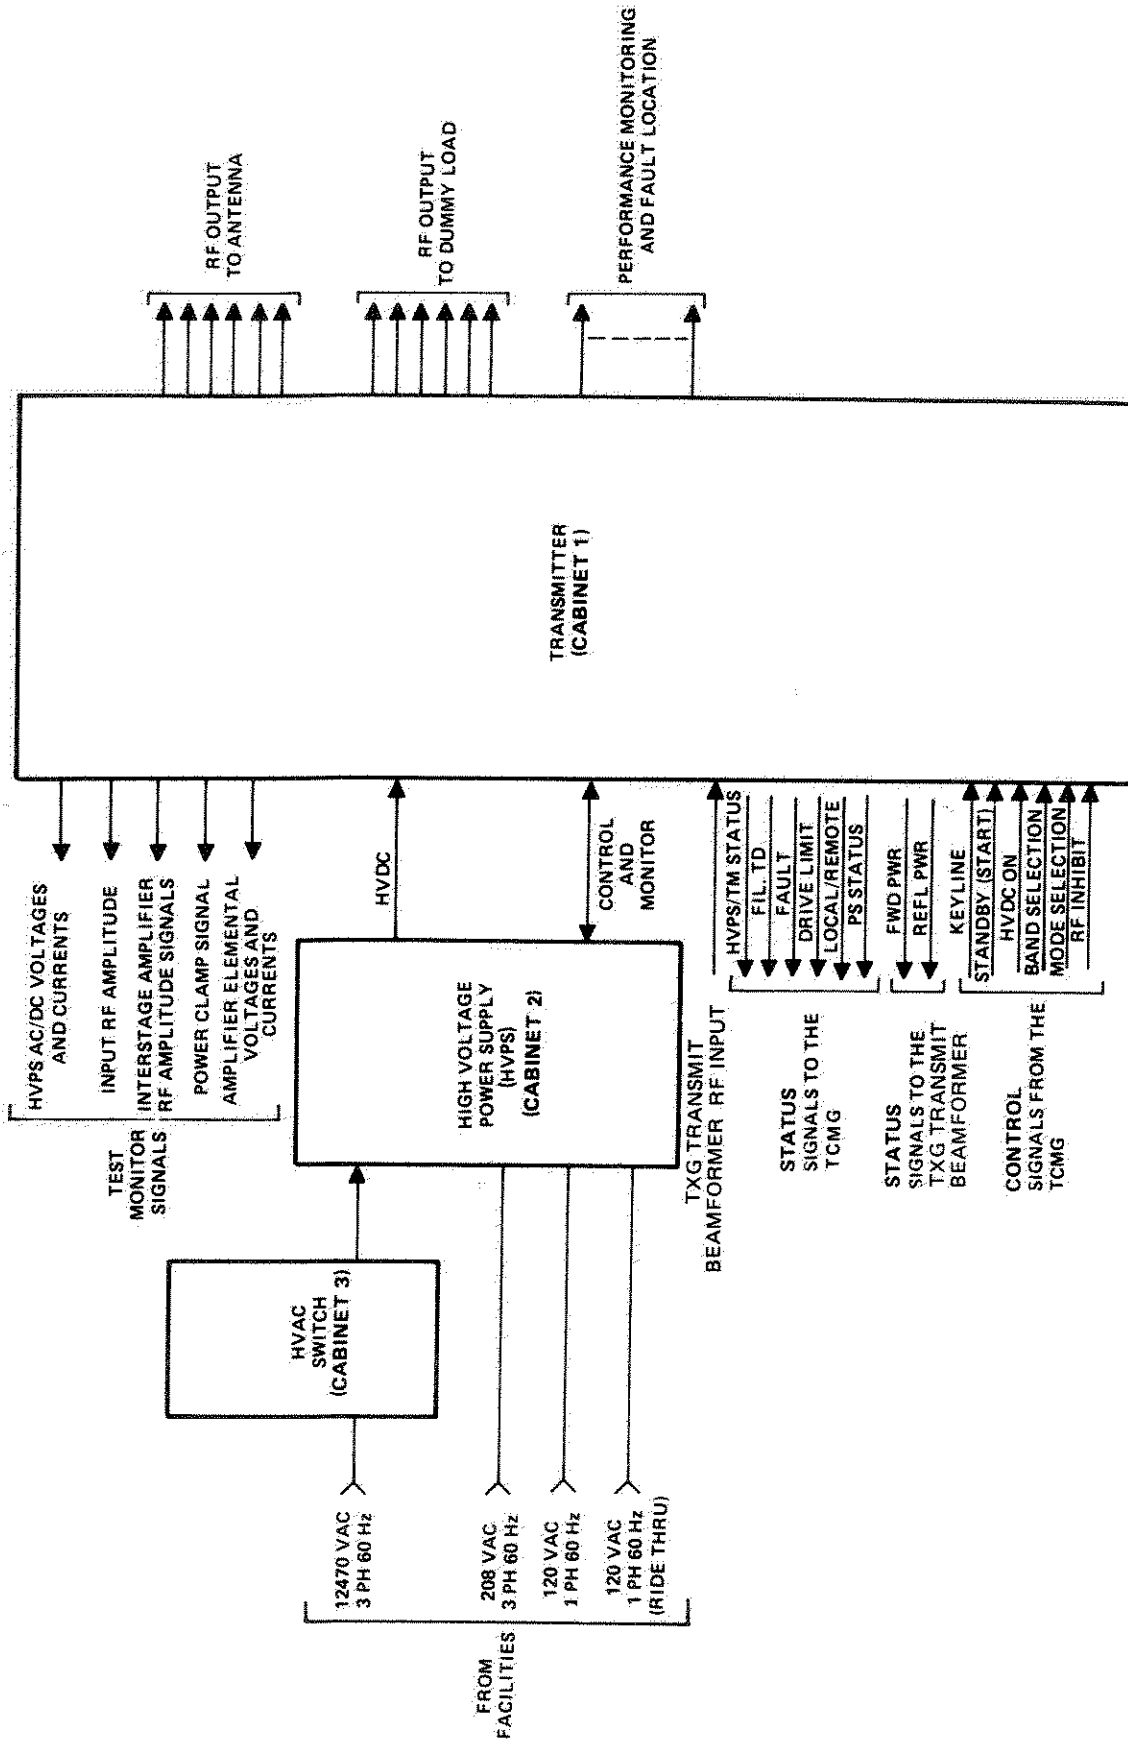 FROM
FACILITIES
12470 VAC
3 PH 60 Hz
208 VAC
3 PH 60 Hz
120 VAC
1 PH 60 Hz
120 VAC
1 PH 60 Hz
(RIDE THRU)
HVAC
SWITCH
(CABINET 3)
TEST
MONITOR
SIGNALS
HVPS AC/DC VOLTAGES
AND CURRENTS
INPUT RF AMPLITUDE
INTERSTAGE AMPLIFIER
RF AMPLITUDE SIGNALS
POWER CLAMP SIGNAL
AMPLIFIER ELEMENTAL
VOLTAGES AND
CURRENTS
HIGH VOLTAGE
POWER SUPPLY
(HVPS)
(CABINET 2)
HVDC
CONTROL
AND
MONITOR
TXG TRANSMIT
BEAMFORMER RF INPUT
STATUS
SIGNALS TO THE
TCMG
HVPS/TM STATUS
FIL. TD
FAULT
DRIVE LIMIT
LOCAL/REMOTE
PS STATUS
STATUS
SIGNALS TO THE
TXG TRANSMIT
BEAMFORMER
FWD PWR
REFL PWR
CONTROL
SIGNALS FROM THE
TCMG
KEYLINE
STANDBY (START)
HVDC ON
BAND SELECTION
MODE SELECTION
RF INHIBIT
TRANSMITTER
(CABINET 1)
RF OUTPUT
TO ANTENNA
RF OUTPUT
TO DUMMY LOAD
PERFORMANCE MONITORING
AND FAULT LOCATION